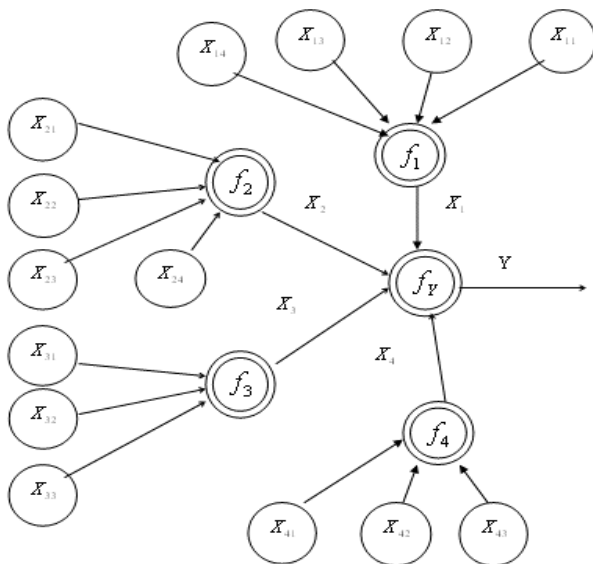 X₁₄
X₁₃
X₁₂
X₁₁
X₂₁
f₁
f₂
X₂₂
X₂
X₁
X₂₃
X₂₄
f_Y
Y
X₃
X₃₁
X₄
f₃
X₃₂
f₄
X₃₃
X₄₁
X₄₂
X₄₃